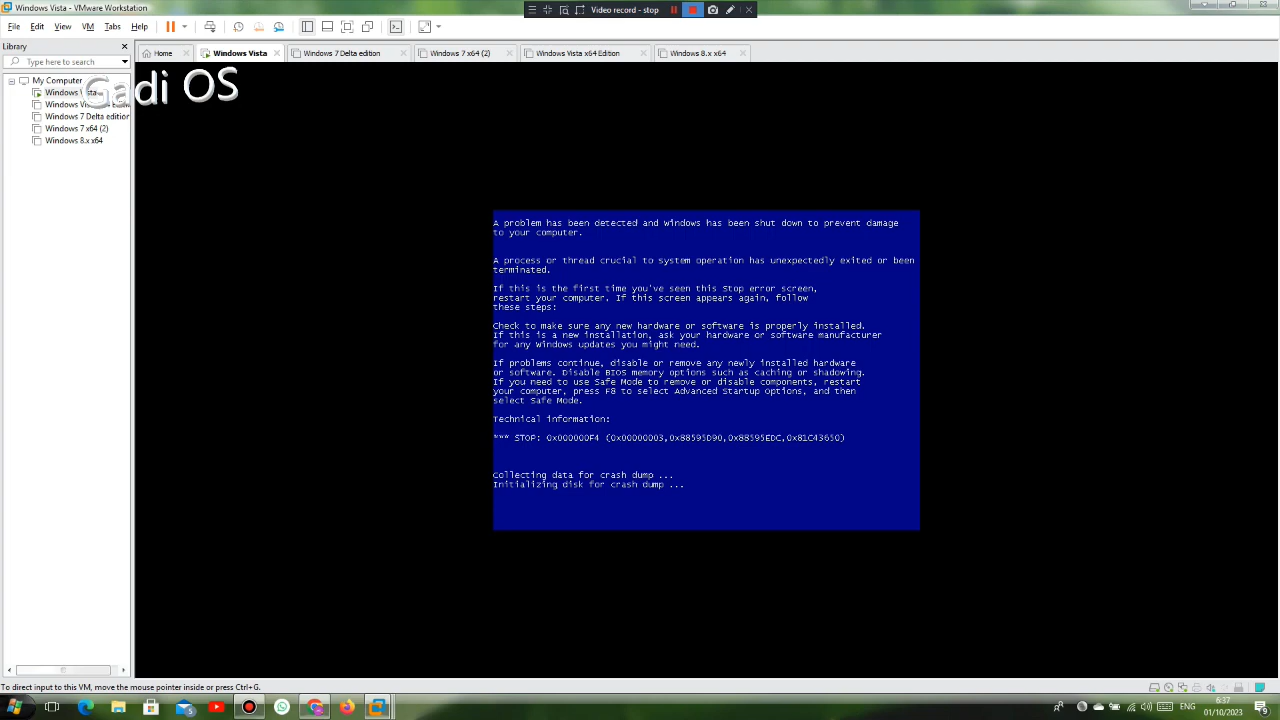 Windows Vista - VMware Workstation
Video record - stop
File Edit View VM Tabs Help
Library
Home
Windows Vista
Windows 7 Delta edition
Windows 7 x64 (2)
Windows Vista x64 Edition
Windows 8.x x64
Type here to search
My Computer
Gadi OS
Windows Vista
Windows Vista
Windows 7 Delta edition
Windows 7 x64 (2)
Windows 8.x x64
A problem has been detected and windows has been shut down to prevent damage
to your computer.
A process or thread crucial to system operation has unexpectedly exited or been
terminated.
If this is the first time you've seen this Stop error screen,
restart your computer. If this screen appears again, follow
these steps:
Check to make sure any new hardware or software is properly installed.
If this is a new installation, ask your hardware or software manufacturer
for any Windows updates you might need.
If problems continue, disable or remove any newly installed hardware
or software. Disable BIOS memory options such as caching or shadowing.
If you need to use Safe Mode to remove or disable components, restart
your computer, press F8 to select Advanced Startup Options, and then
select Safe Mode.
Technical information:
*** STOP: 0x000000F4 (0x00000003,0x88595D90,0x88595EDC,0x81C43650)
Collecting data for crash dump ...
Initializing disk for crash dump ...
To direct input to this VM, move the mouse pointer inside or press Ctrl+G.
ENG
6:37
01/10/2023